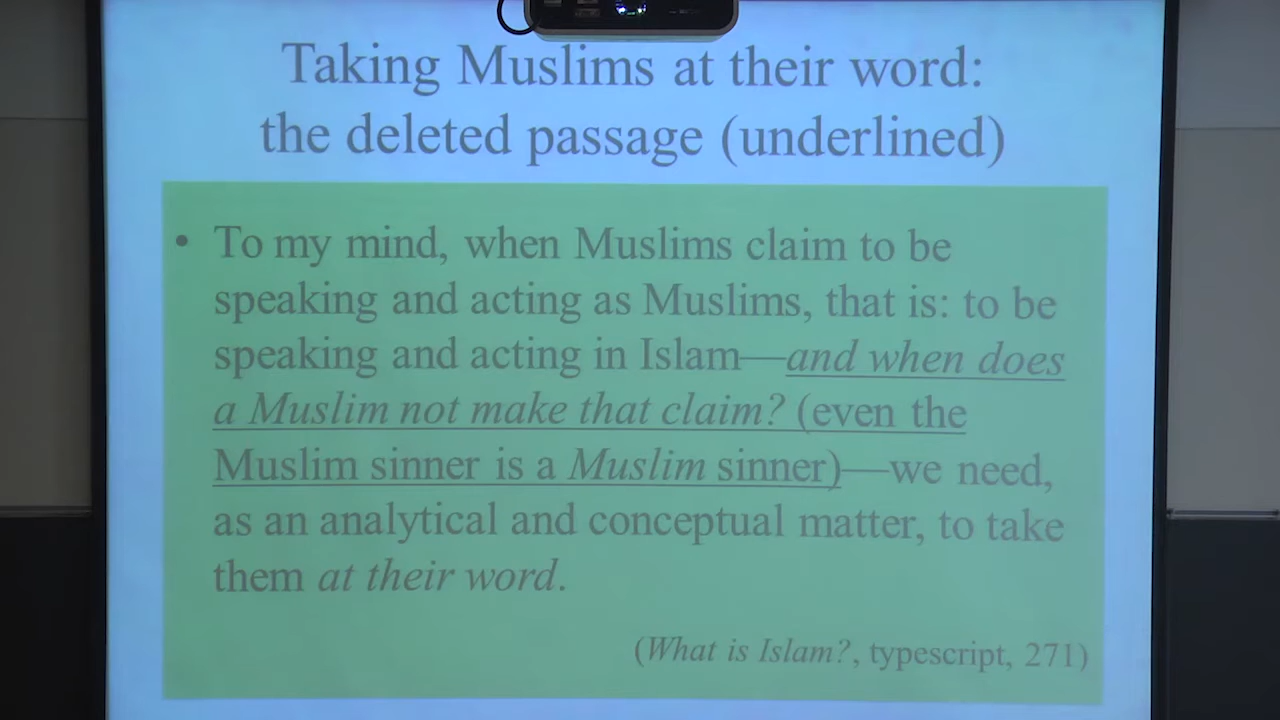 Taking Muslims at their word:
the deleted passage (underlined)
• To my mind, when Muslims claim to be
speaking and acting as Muslims, that is: to be
speaking and acting in Islam—and when does
a Muslim not make that claim? (even the
Muslim sinner is a Muslim sinner)—we need,
as an analytical and conceptual matter, to take
them at their word.
(What is Islam?, typescript, 271)